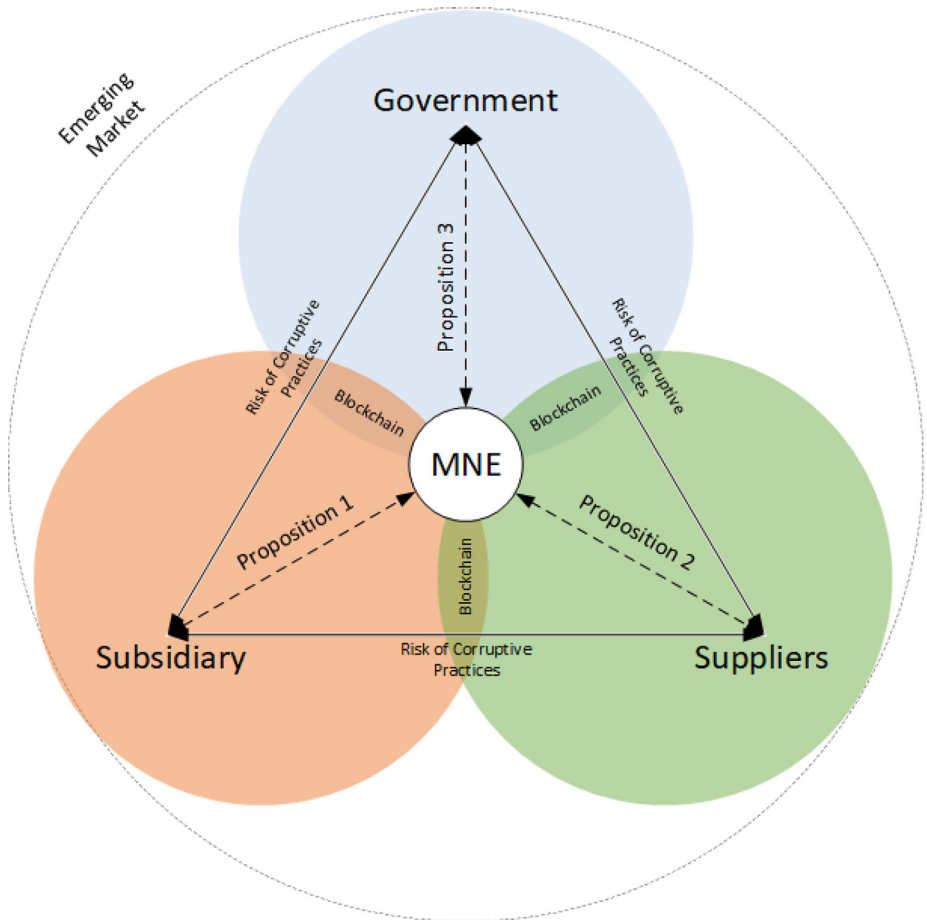 Emerging
Market
Government
Proposition 3
Risk of Corruptive
Practices
Risk of Corruptive
Practices
Blockchain
Blockchain
MNE
Proposition 1
Proposition 2
Blockchain
Subsidiary
Risk of Corruptive
Practices
Suppliers